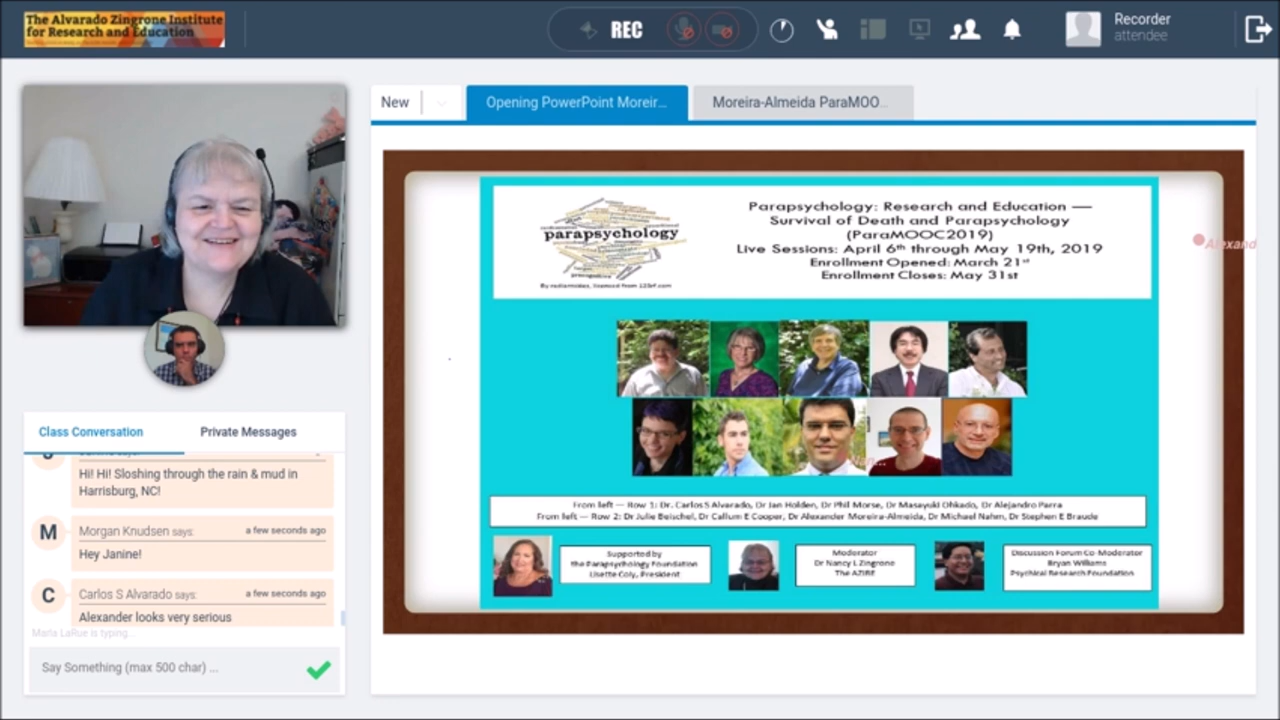 The Alvarado Zingrone Institute
for Research and Education
REC
Recorder
attendee
New
Opening PowerPoint Moreir...
Moreira-Almeida ParaMOO...
parapsychology
Parapsychology: Research and Education —
Survival of Death and Parapsychology
(ParaMOOC2019)
Live Sessions: April 6th through May 19th, 2019
Enrollment Opened: March 21st
Enrollment Closes: May 31st
Alexand
From left — Row 1: Dr. Carlos S Alvarado, Dr Jan Holden, Dr Phil Morse, Dr Masayuki Ohkado, Dr Alejandro Parra
From left — Row 2: Dr Julie Beischel, Dr Callum E Cooper, Dr Alexander Moreira-Almeida, Dr Michael Nahm, Dr Stephen E Braude
Supported by
the Parapsychology Foundation
Lisette Coly, President
Moderator
Dr Nancy L Zingrone
The AZIRE
Discussion Forum Co-Moderator
Bryan Williams
Psychical Research Foundation
Class Conversation
Private Messages
Hi! Hi! Sloshing through the rain & mud in
Harrisburg, NC!
M
Morgan Knudsen says:
a few seconds ago
Hey Janine!
C
Carlos S Alvarado says:
a few seconds ago
Alexander looks very serious
Maria LaRue is typing...
Say Something (max 500 char) ...